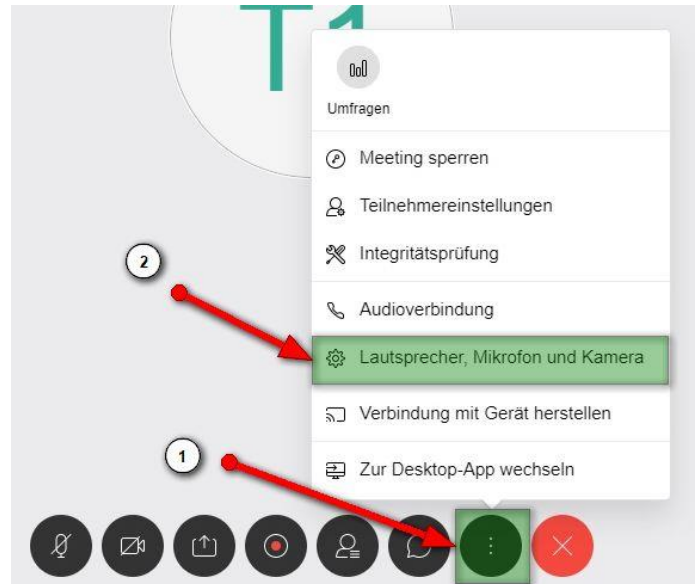 T1
Umfragen
Meeting sperren
Teilnehmereinstellungen
Integritätsprüfung
2
Audioverbindung
Lautsprecher, Mikrofon und Kamera
Verbindung mit Gerät herstellen
1
Zur Desktop-App wechseln